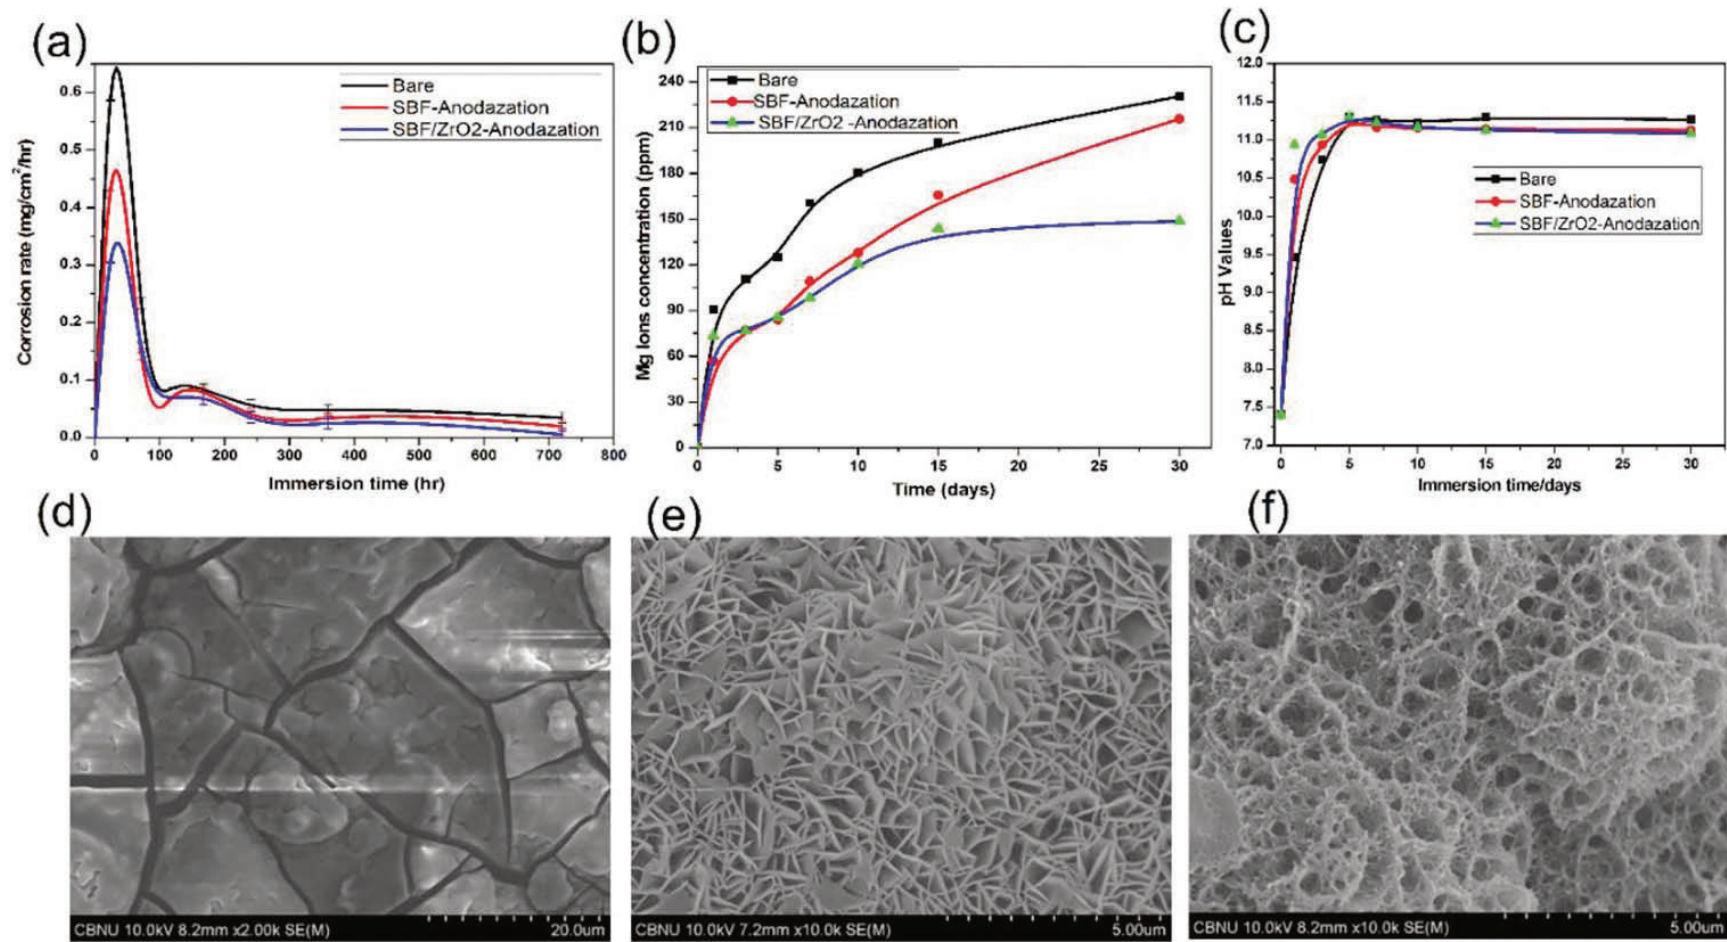 (a)
Corrosion rate (mg/cm²/hr)
0.6
0.5
0.4
0.3
0.2
0.1
0.0
Bare
SBF-Anodazation
SBF/ZrO2-Anodazation
0 100 200 300 400 500 600 700 800
Immersion time (hr)
(b)
Mg Ions concentration (ppm)
240
210
180
150
120
90
60
30
0
Bare
SBF-Anodazation
SBF/ZrO2 -Anodazation
0 5 10 15 20 25 30
Time (days)
(c)
pH Values
12.0
11.5
11.0
10.5
10.0
9.5
9.0
8.5
8.0
7.5
7.0
Bare
SBF-Anodazation
SBF/ZrO2-Anodazation
0 5 10 15 20 25 30
Immersion time/days
(d)
CBNU 10.0kV 8.2mm x2.00k SE(M) 20.0um
(e)
CBNU 10.0kV 7.2mm x10.0k SE(M) 5.00um
(f)
CBNU 10.0kV 8.2mm x10.0k SE(M) 5.00um